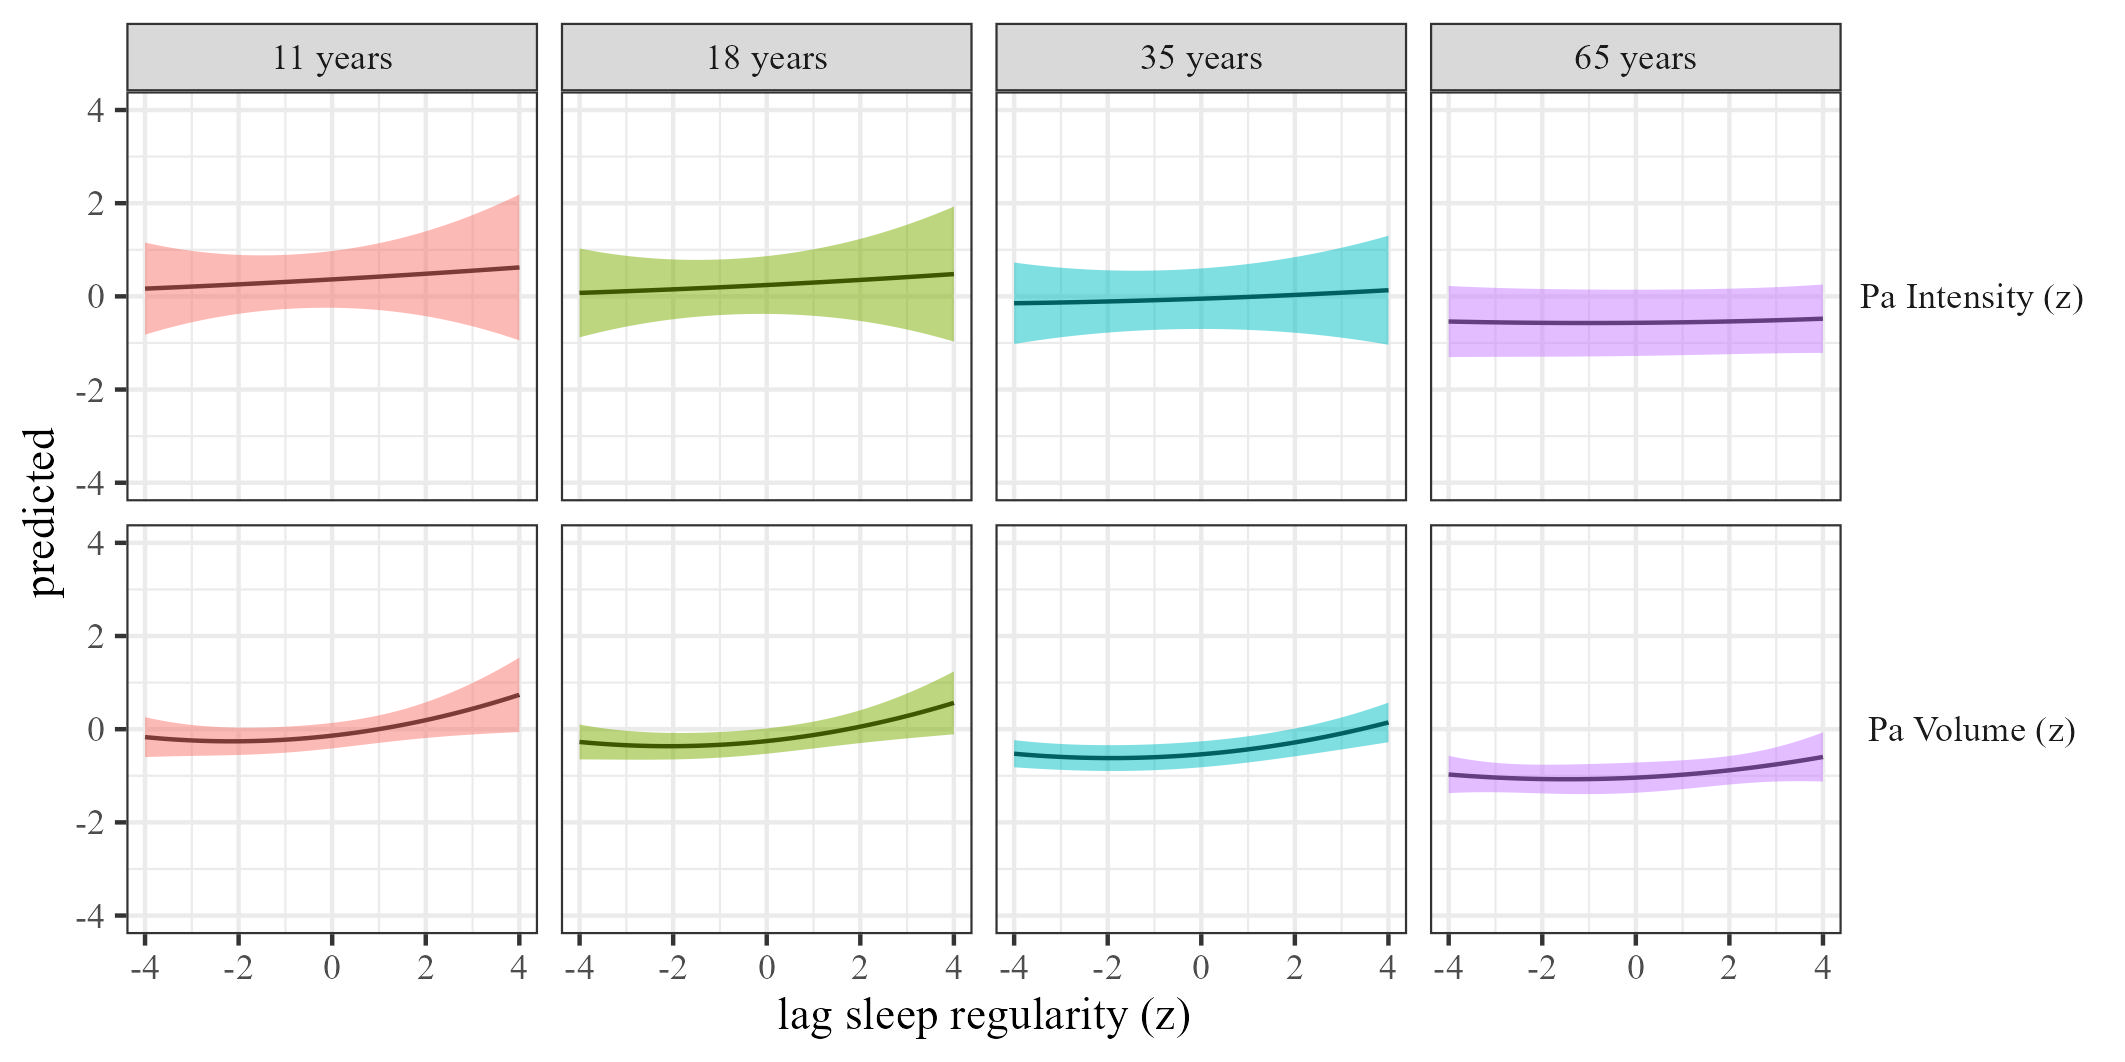 11 years
18 years
35 years
65 years
4
2
0
-2
-4
Pa Intensity (z)
predicted
4
2
0
-2
-4
Pa Volume (z)
-4 -2 0 2 4
-4 -2 0 2 4
-4 -2 0 2 4
-4 -2 0 2 4
lag sleep regularity (z)